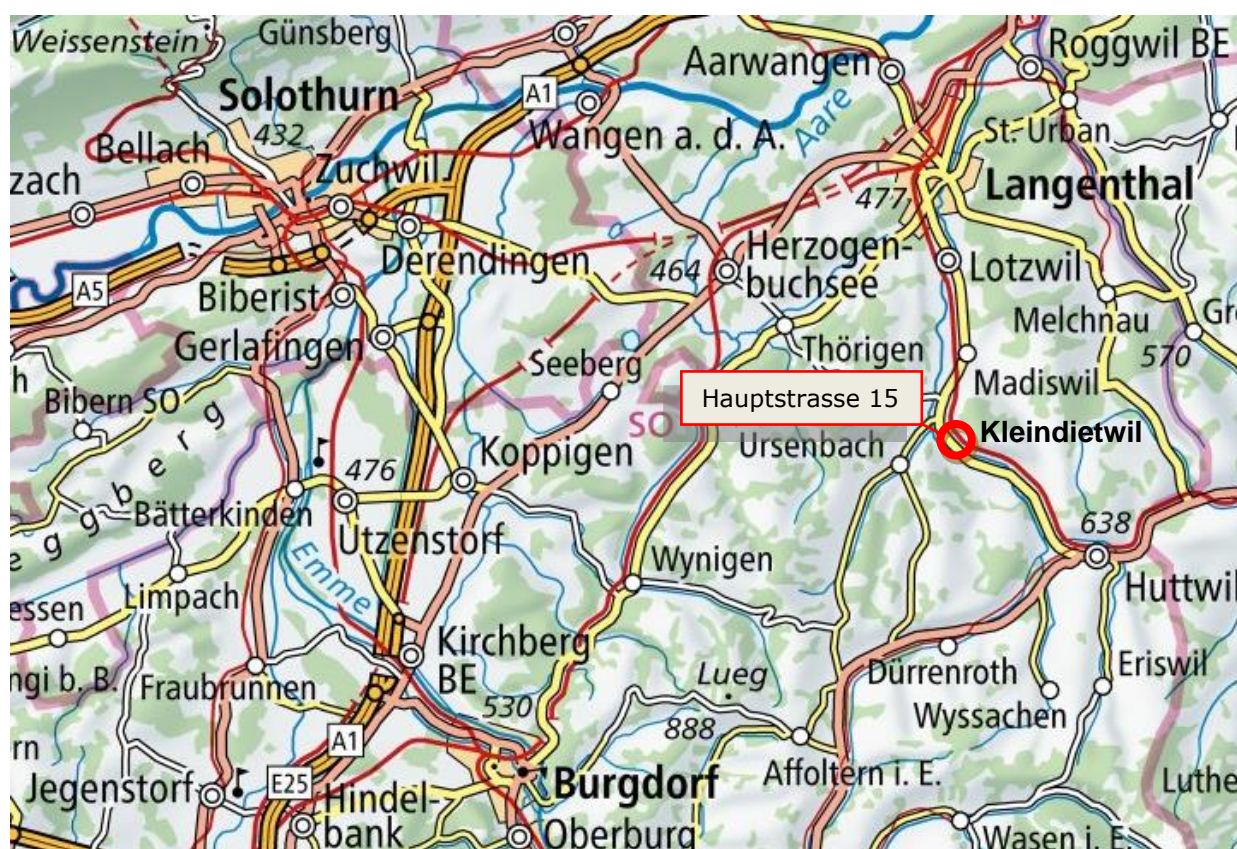 Weissenstein
Günsberg
Roggwil BE
Aarwangen
A1
Solothurn
432
Wangen a. d. A.
Aare
St. Urban
Bellach
Zuchwil
zach
Langenthal
477
Derendingen
464
Herzogen-
buchsee
Lotzwil
A5
Biberist
Melchnau
Gr
Gerlafingen
Thörigen
570
Seeberg
h
Madiswil
Bibern SO
Hauptstrasse 15
SO
Kleindietwil
Ursenbach
Koppigen
476
eggberg
Bätterkinden
638
Utzenstorf
Emme
Wynigen
Limpach
Huttwil
essen
Kirchberg
BE
Lueg
Dürrenroth
Eriswil
ngi b. B.
Fraubrunnen
530
888
Wyssachen
rn
A1
Jegenstorf
E25
Hindel-
bank
Burgdorf
Affoltern i. E.
Luthe
Oberburg
Wasen i. E.